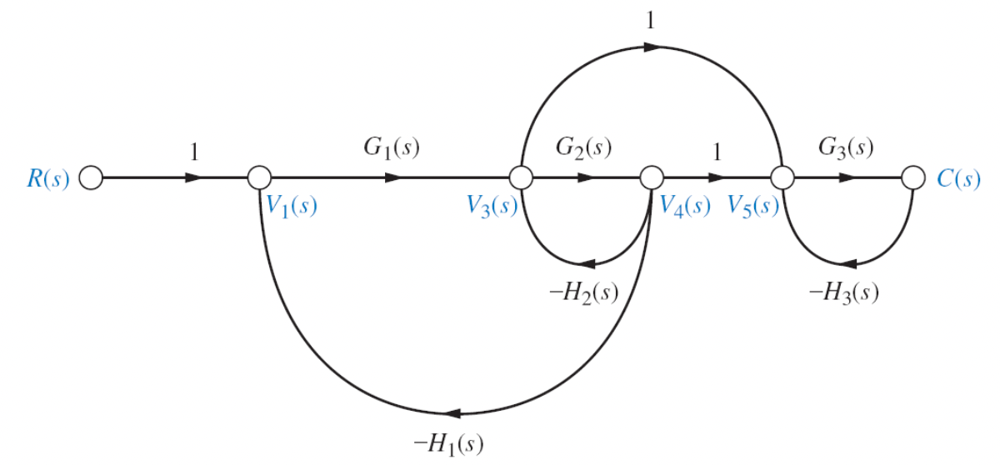 1
G₁(s)
G₂(s)
1
1
G₃(s)
R(s)
C(s)
V₁(s)
V₃(s)
V₄(s)
V₅(s)
−H₂(s)
−H₃(s)
−H₁(s)